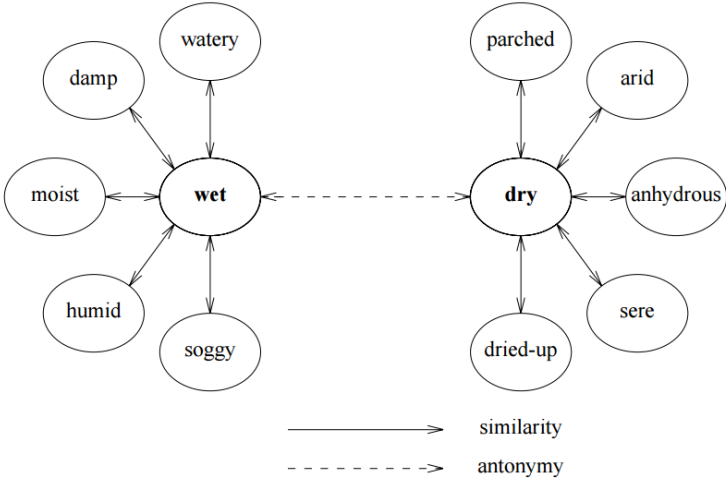 watery
parched
damp
arid
moist
wet
dry
anhydrous
humid
sere
soggy
dried-up
similarity
antonymy